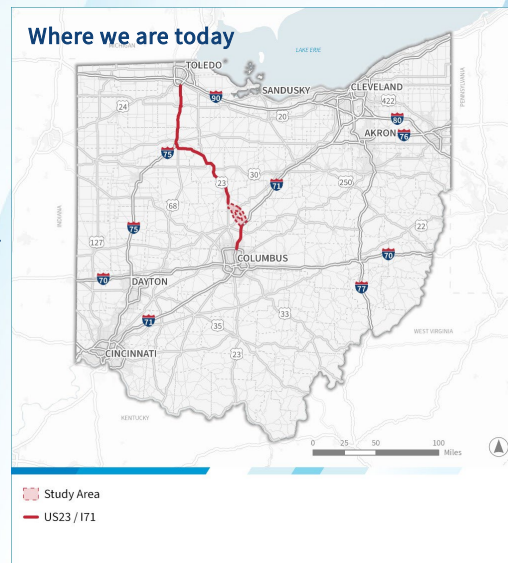 Where we are today
MICHIGAN
LAKE ERIE
TOLEDO
90
SANDUSKY
CLEVELAND
422
PENNSYLVANIA
24
20
80
AKRON
76
75
30
71
23
250
68
INDIANA
75
22
127
COLUMBUS
70
70
DAYTON
77
33
71
35
WEST VIRGINIA
CINCINNATI
23
KENTUCKY
0 25 50 100
Miles
Study Area
US23 / I71